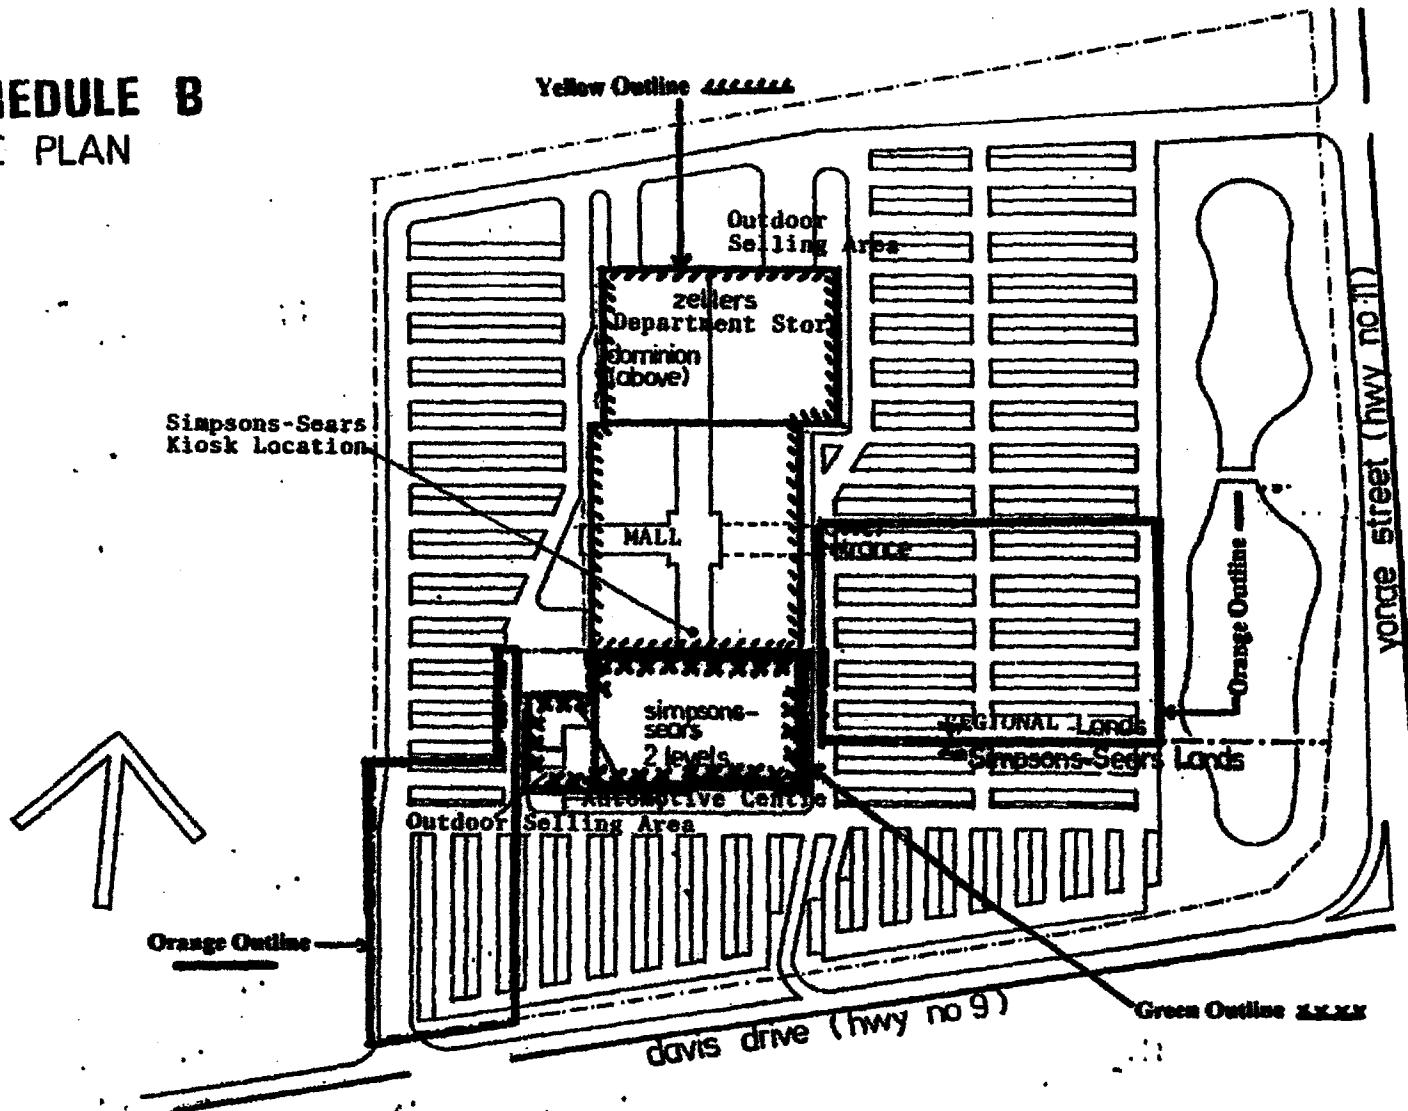 HEDULE B
E PLAN
Yellow Outline
Outdoor
Selling Area
zellers
Department Stor
dominion
(above)
Simpsons-Sears
Kiosk Location
MALL
yonge street (hwy no 11)
Orange Outline
simpsons-
sears
2 levels
REGIONAL Lands
Simpsons-Sears Lands
Automotive Centre
Outdoor Selling Area
Orange Outline
Green Outline xxxx
davis drive (hwy no 9)